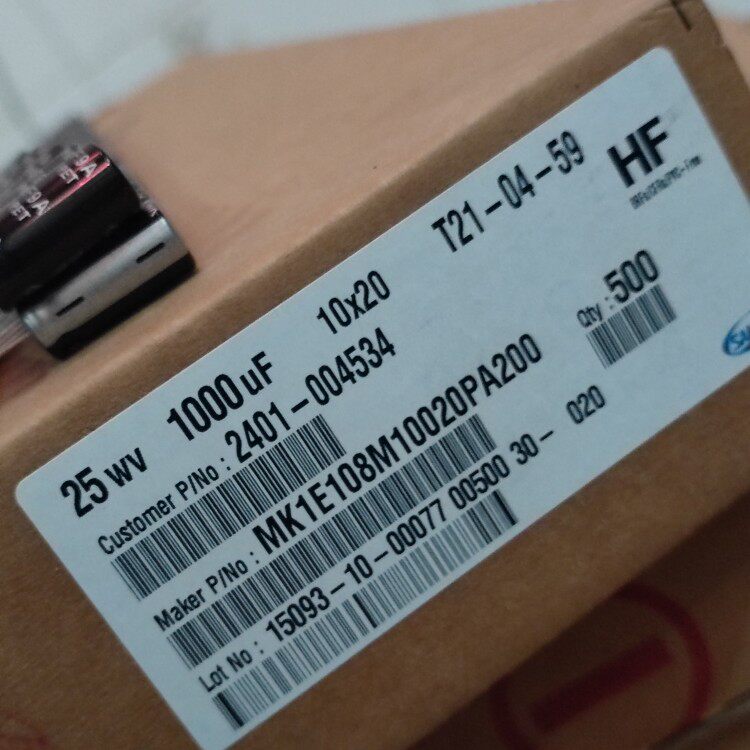 25 WV 1000 uF 10x20 T21-04-59 HF
Customer P/No : 2401-004534
Qty : 500
Maker P/No : MK1E108M10020PA200
Lot No : 15093-10-00077 00500 30- 020